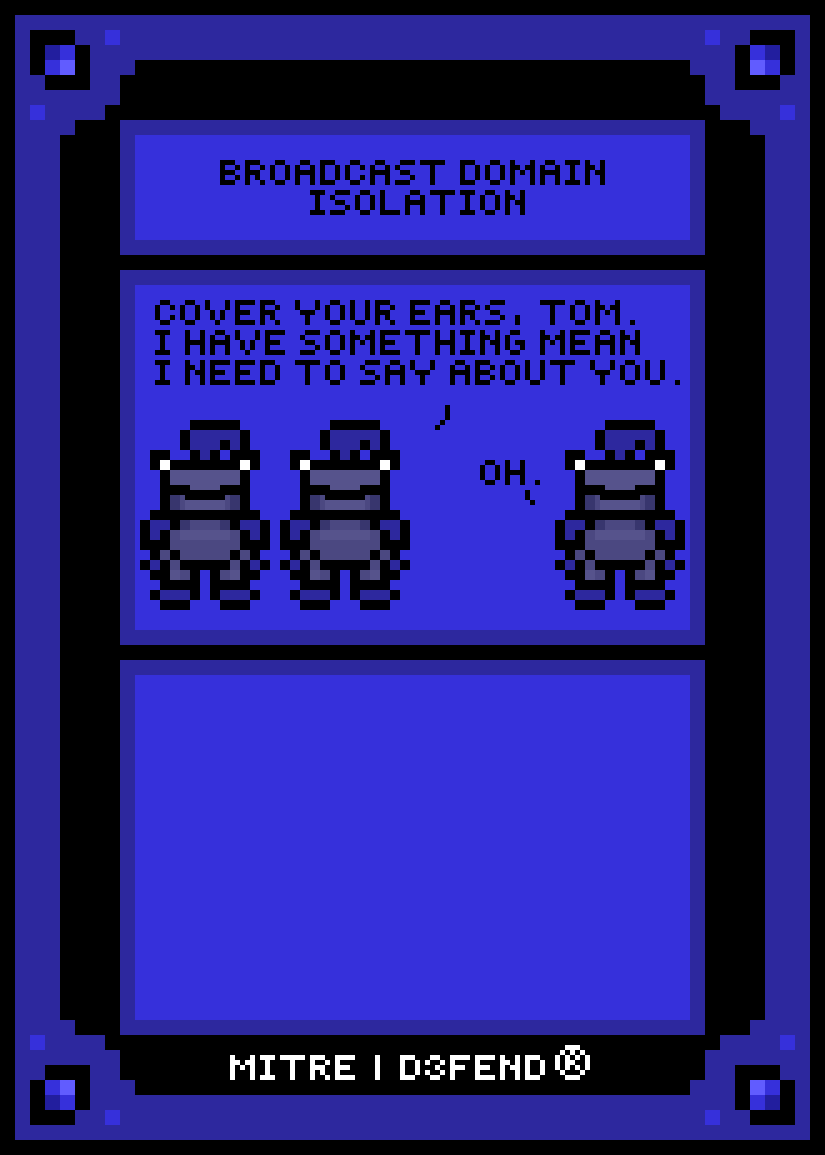 BROADCAST DOMAIN
ISOLATION
COVER YOUR EARS, TOM.
I HAVE SOMETHING MEAN
I NEED TO SAY ABOUT YOU.
OH.
MITRE | D3FEND®